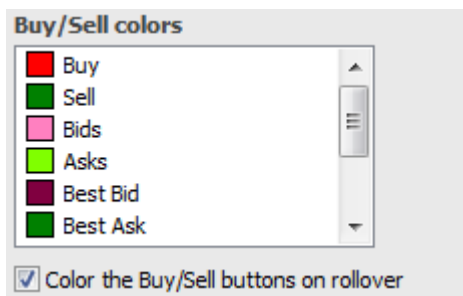 Buy/Sell colors
Buy
Sell
Bids
Asks
Best Bid
Best Ask
Color the Buy/Sell buttons on rollover